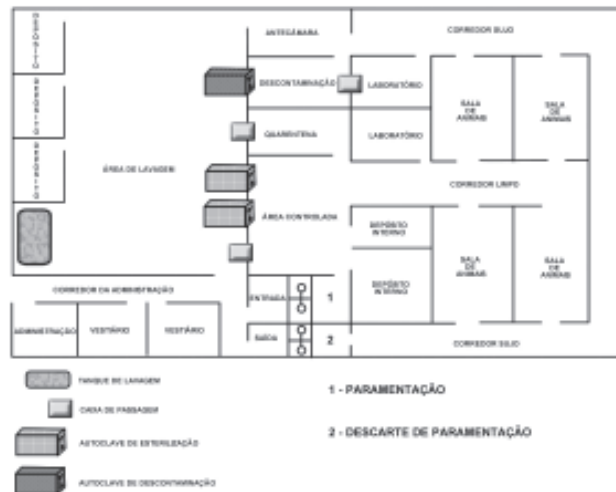 DEPÓSITO
ANTECÂMARA
CORREDOR SUJO
DESCONTAMINAÇÃO
LABORATÓRIO
SALA
DE
ANIMAIS
SALA
DE
ANIMAIS
DEPÓSITO
QUARENTENA
LABORATÓRIO
DEPÓSITO
ÁREA DE LAVAGEM
CORREDOR LIMPO
ÁREA CONTROLADA
DEPÓSITO
INTERNO
SALA
DE
ANIMAIS
SALA
DE
ANIMAIS
DEPÓSITO
INTERNO
CORREDOR DA ADMINISTRAÇÃO
ENTRADA
1
ADMINISTRAÇÃO
VESTIÁRIO
VESTIÁRIO
SAÍDA
2
CORREDOR SUJO
TANQUE DE LAVAGEM
CAIXA DE PASSAGEM
AUTOCLAVE DE ESTERILIZAÇÃO
AUTOCLAVE DE DESCONTAMINAÇÃO
1 - PARAMENTAÇÃO
2 - DESCARTE DE PARAMENTAÇÃO